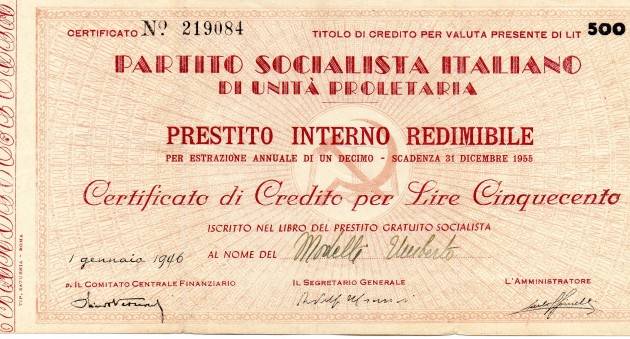 CERTIFICATO Nº 219084 TITOLO DI CREDITO PER VALUTA PRESENTE DI LIT 500
PARTITO SOCIALISTA ITALIANO
DI UNITÀ PROLETARIA
PRESTITO INTERNO REDIMIBILE
PER ESTRAZIONE ANNUALE DI UN DECIMO - SCADENZA 31 DICEMBRE 1955
Certificato di Credito per Lire Cinquecento
ISCRITTO NEL LIBRO DEL PRESTITO GRATUITO SOCIALISTA
1 gennaio 1946 AL NOME DEL Modelli Umberto
p. IL COMITATO CENTRALE FINANZIARIO IL SEGRETARIO GENERALE L'AMMINISTRATORE
TIP. ESTURSIA - ROMA